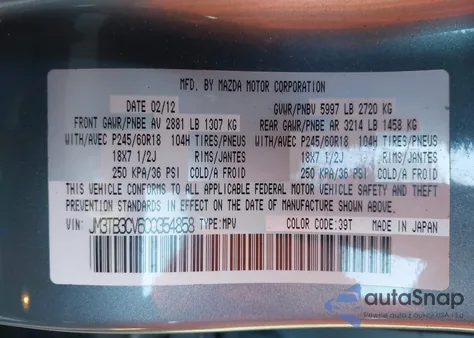 MFD. BY MAZDA MOTOR CORPORATION
DATE 02/12 GVWR/PNBV 5997 LB 2720 KG
FRONT GAWR/PNBE AV 2881 LB 1307 KG REAR GAWR/PNBE AR 3214 LB 1458 KG
WITH/AVEC P245/60R18 104H TIRES/PNEUS WITH/AVEC P245/60R18 104H TIRES/PNEUS
18X7 1/2J RIMS/JANTES 18X7 1/2J RIMS/JANTES
250 KPA/36 PSI COLD/A FROID 250 KPA/36 PSI COLD/A FROID
THIS VEHICLE CONFORMS TO ALL APPLICABLE FEDERAL MOTOR VEHICLE SAFETY AND THEFT
PREVENTION STANDARDS IN EFFECT ON THE DATE OF MANUFACTURE SHOWN ABOVE.
VIN: JM3TB3CV6C0354858 TYPE: MPV COLOR: 39T MADE IN JAPAN
autoSnap